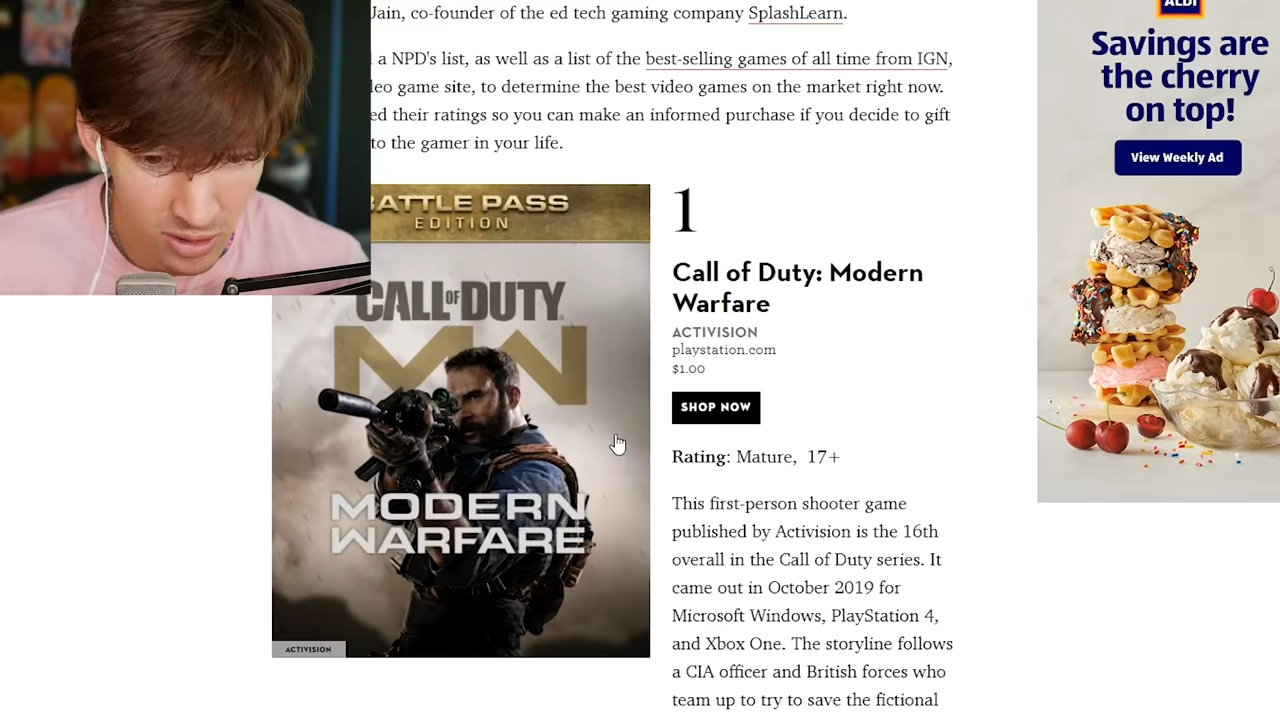 Jain, co-founder of the ed tech gaming company SplashLearn.
a NPD's list, as well as a list of the best-selling games of all time from IGN,
game site, to determine the best video games on the market right now.
their ratings so you can make an informed purchase if you decide to gift
to the gamer in your life.
BATTLE PASS
EDITION
CALL OF DUTY
MW
MODERN
WARFARE
ACTIVISION
1
Call of Duty: Modern
Warfare
ACTIVISION
playstation.com
$1.00
SHOP NOW
Rating: Mature, 17+
This first-person shooter game
published by Activision is the 16th
overall in the Call of Duty series. It
came out in October 2019 for
Microsoft Windows, PlayStation 4,
and Xbox One. The storyline follows
a CIA officer and British forces who
team up to try to save the fictional
ALDI
Savings are
the cherry
on top!
View Weekly Ad